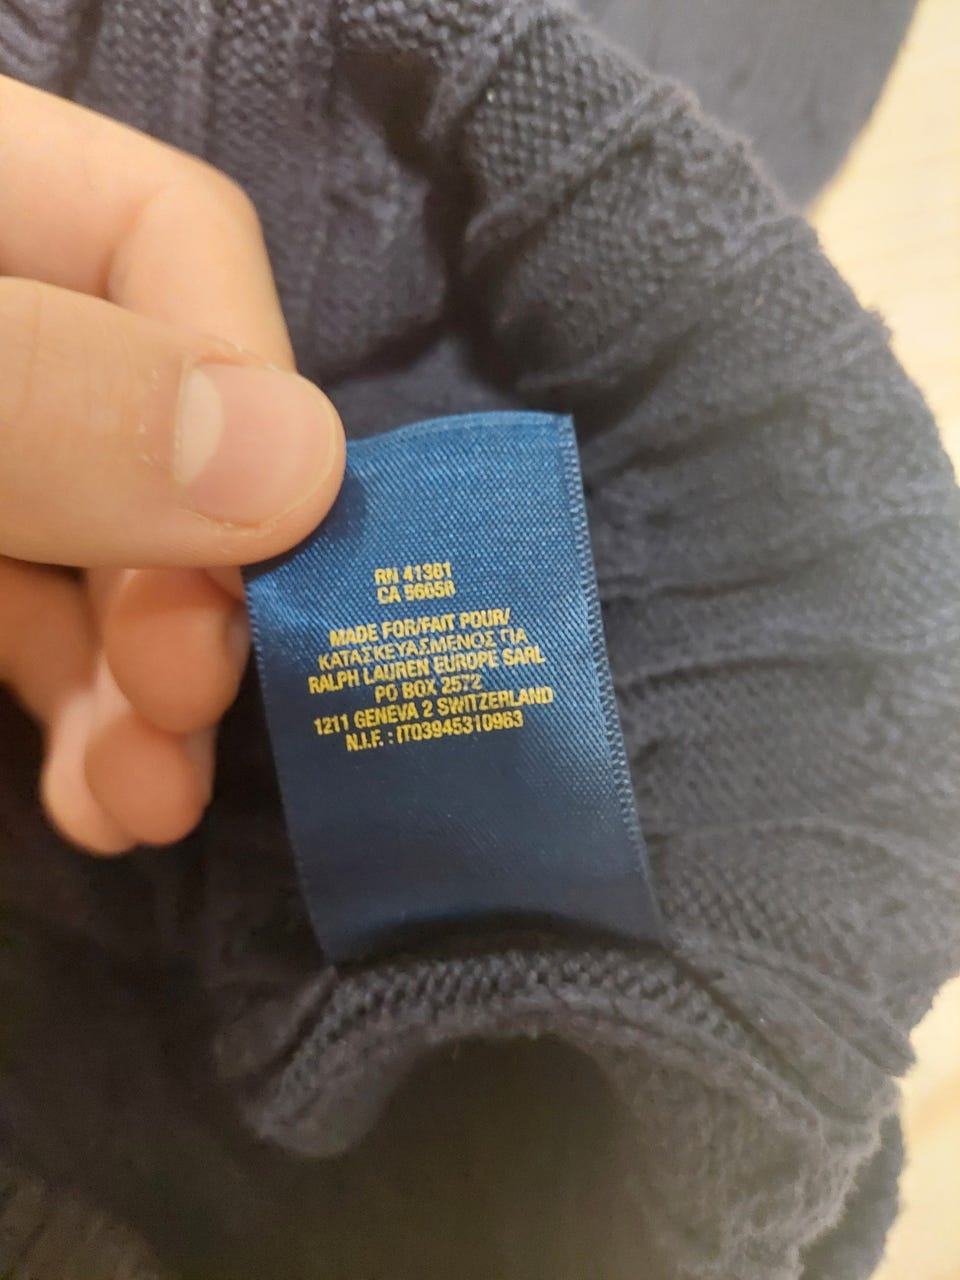 RN 41381
CA 5665R
MADE FOR/FAIT POUR/
ΚΑΤΑΣΚΕΥΑΣΜΕΝΟΣ ΓΙΑ
RALPH LAUREN EUROPE SARL
PO BOX 2572
1211 GENEVA 2 SWITZERLAND
N.I.F. : IT03945310963